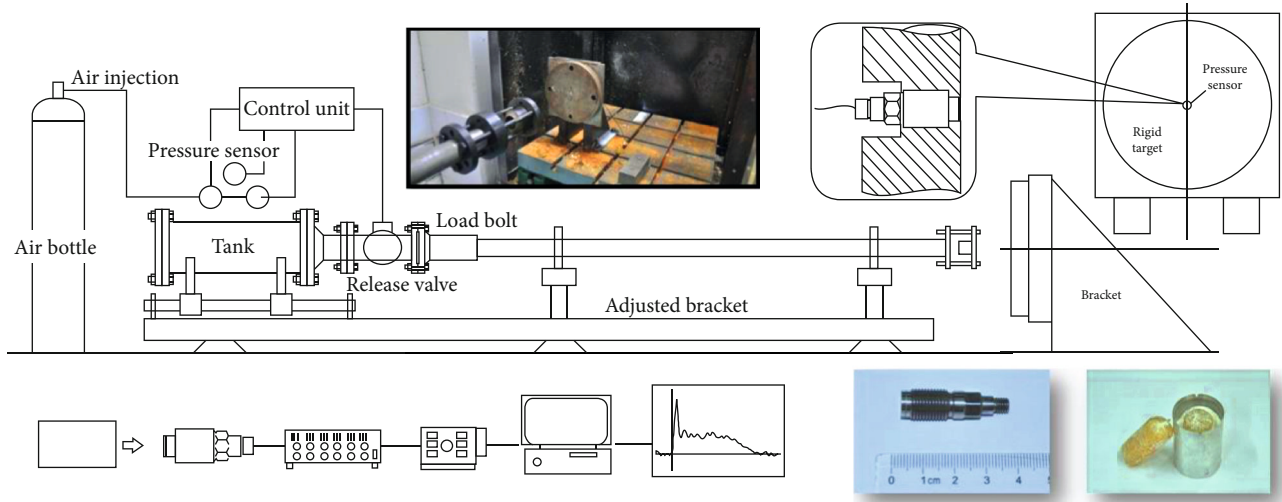 Air injection
Control unit
Pressure sensor
Air bottle
Tank
Load bolt
Release valve
Adjusted bracket
Pressure
sensor
Rigid
target
Bracket
0 1cm 2 3 4 5